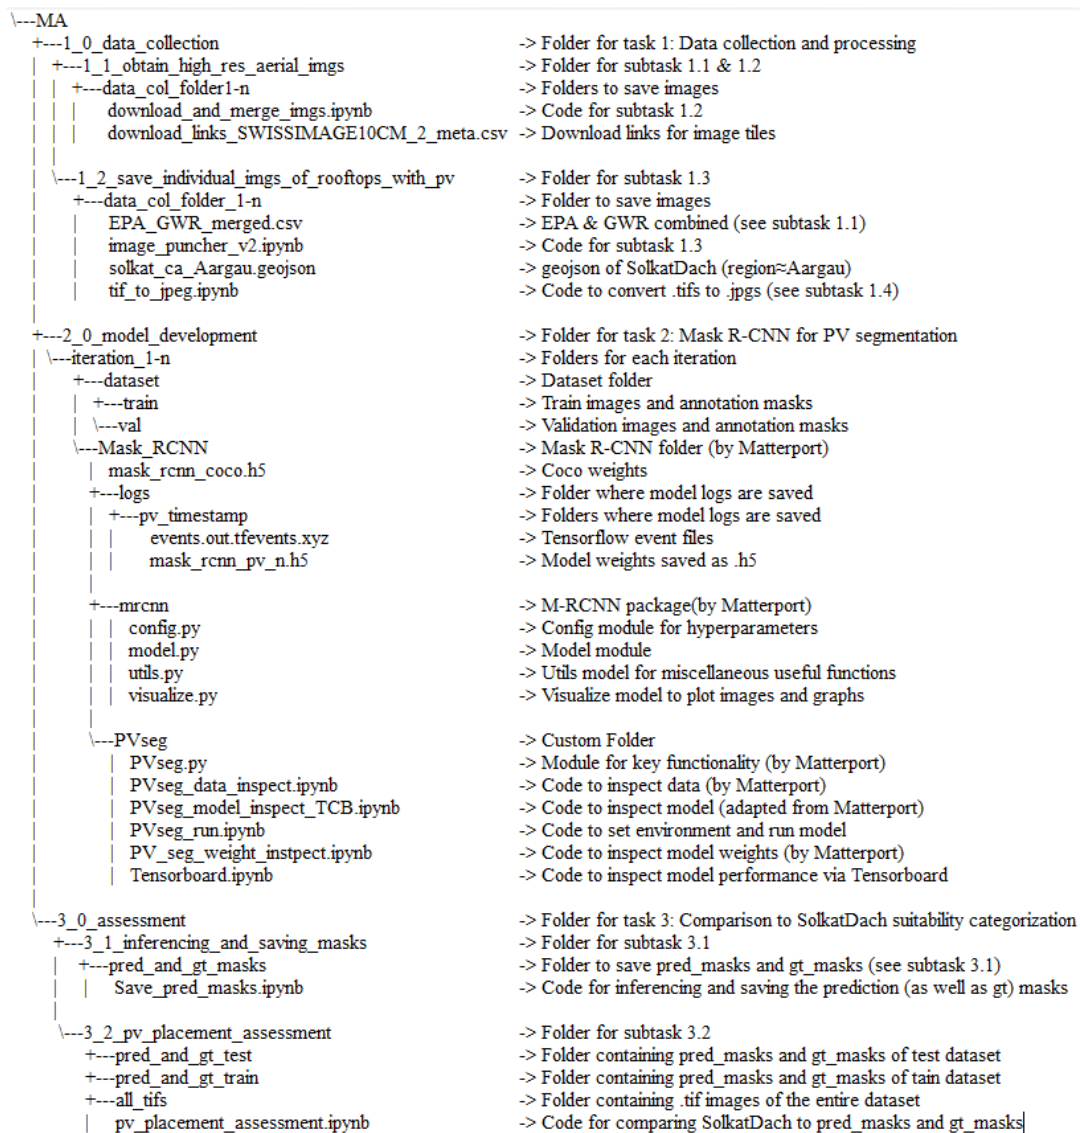 \---MA
+---1_0_data_collection -> Folder for task 1: Data collection and processing
| +---1_1_obtain_high_res_aerial_imgs -> Folder for subtask 1.1 & 1.2
| | +---data_col_folder1-n -> Folders to save images
| | | download_and_merge_imgs.ipynb -> Code for subtask 1.2
| | | download_links_SWISSIMAGE10CM_2_meta.csv -> Download links for image tiles
| |
| \---1_2_save_individual_imgs_of_rooftops_with_pv -> Folder for subtask 1.3
| +---data_col_folder_1-n -> Folder to save images
| | EPA_GWR_merged.csv -> EPA & GWR combined (see subtask 1.1)
| | image_puncher_v2.ipynb -> Code for subtask 1.3
| | solkat_ca_Aargau.geojson -> geojson of SolkatDach (region≈Aargau)
| | tif_to_jpeg.ipynb -> Code to convert .tifs to .jpgs (see subtask 1.4)
|
+---2_0_model_development -> Folder for task 2: Mask R-CNN for PV segmentation
| \---iteration_1-n -> Folders for each iteration
| +---dataset -> Dataset folder
| | +---train -> Train images and annotation masks
| | \---val -> Validation images and annotation masks
| \---Mask_RCNN -> Mask R-CNN folder (by Matterport)
| | mask_rcnn_coco.h5 -> Coco weights
| +---logs -> Folder where model logs are saved
| | +---pv_timestamp -> Folders where model logs are saved
| | | events.out.tfevents.xyz -> Tensorflow event files
| | | mask_rcnn_pv_n.h5 -> Model weights saved as .h5
| |
| +---mrcnn -> M-RCNN package(by Matterport)
| | | config.py -> Config module for hyperparameters
| | | model.py -> Model module
| | | utils.py -> Utils model for miscellaneous useful functions
| | | visualize.py -> Visualize model to plot images and graphs
| |
| \---PVseg -> Custom Folder
| | PVseg.py -> Module for key functionality (by Matterport)
| | PVseg_data_inspect.ipynb -> Code to inspect data (by Matterport)
| | PVseg_model_inspect_TCB.ipynb -> Code to inspect model (adapted from Matterport)
| | PVseg_run.ipynb -> Code to set environment and run model
| | PV_seg_weight_instpect.ipynb -> Code to inspect model weights (by Matterport)
| | Tensorboard.ipynb -> Code to inspect model performance via Tensorboard
|
\---3_0_assessment -> Folder for task 3: Comparison to SolkatDach suitability categorization
+---3_1_inferencing_and_saving_masks -> Folder for subtask 3.1
| +---pred_and_gt_masks -> Folder to save pred_masks and gt_masks (see subtask 3.1)
| | Save_pred_masks.ipynb -> Code for inferencing and saving the prediction (as well as gt) masks
|
\---3_2_pv_placement_assessment -> Folder for subtask 3.2
+---pred_and_gt_test -> Folder containing pred_masks and gt_masks of test dataset
+---pred_and_gt_train -> Folder containing pred_masks and gt_masks of tain dataset
+---all_tifs -> Folder containing .tif images of the entire dataset
| pv_placement_assessment.ipynb -> Code for comparing SolkatDach to pred_masks and gt_masks